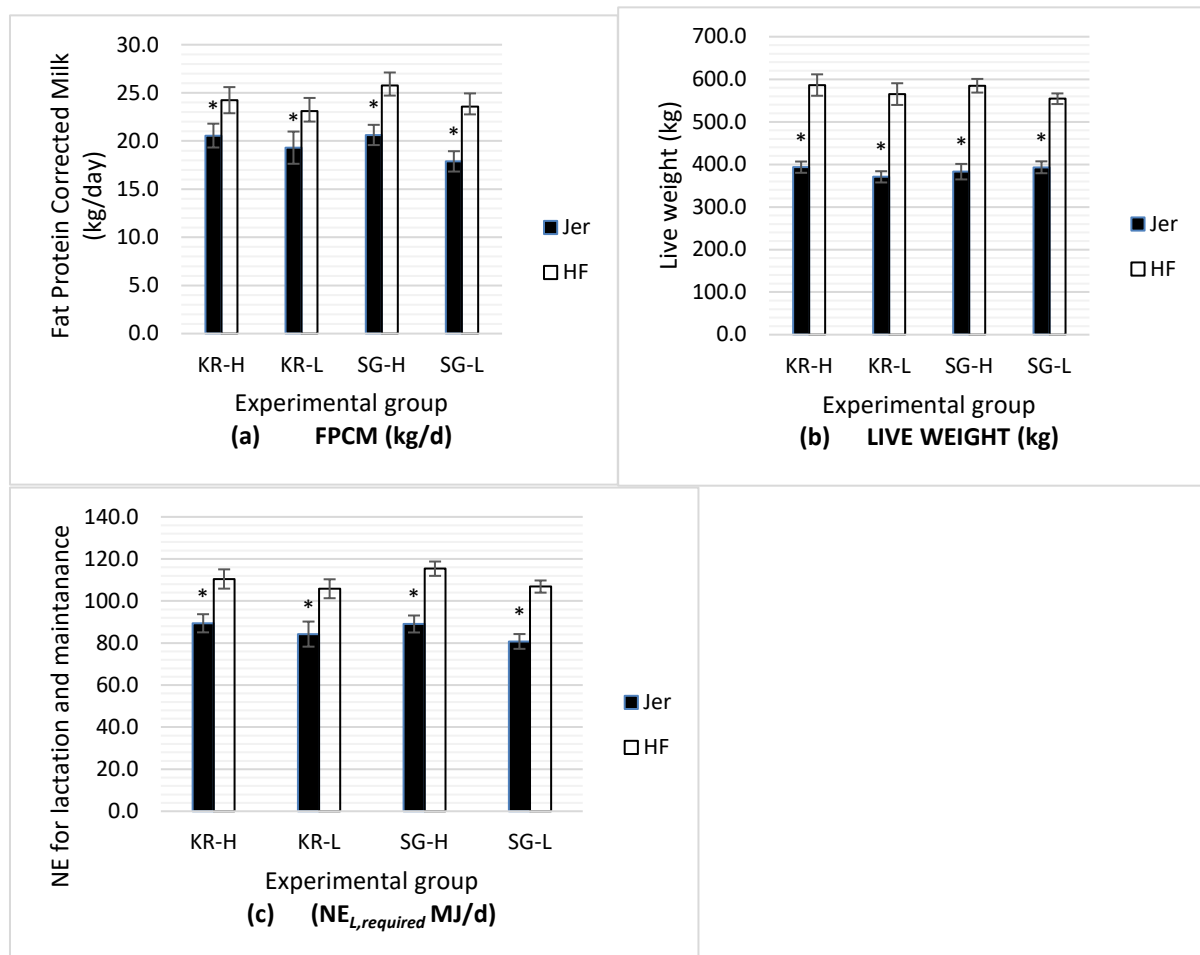 Fat Protein Corrected Milk
(kg/day)
30.0
25.0
20.0
15.0
10.0
5.0
0.0
*
*
*
*
KR-H KR-L SG-H SG-L
Experimental group
Jer
HF
(a) FPCM (kg/d)
Live weight (kg)
700.0
600.0
500.0
400.0
300.0
200.0
100.0
0.0
*
*
*
*
KR-H KR-L SG-H SG-L
Experimental group
Jer
HF
(b) LIVE WEIGHT (kg)
NE for lactation and maintanance
140.0
120.0
100.0
80.0
60.0
40.0
20.0
0.0
*
*
*
*
KR-H KR-L SG-H SG-L
Experimental group
Jer
HF
(c) (NEL,required MJ/d)